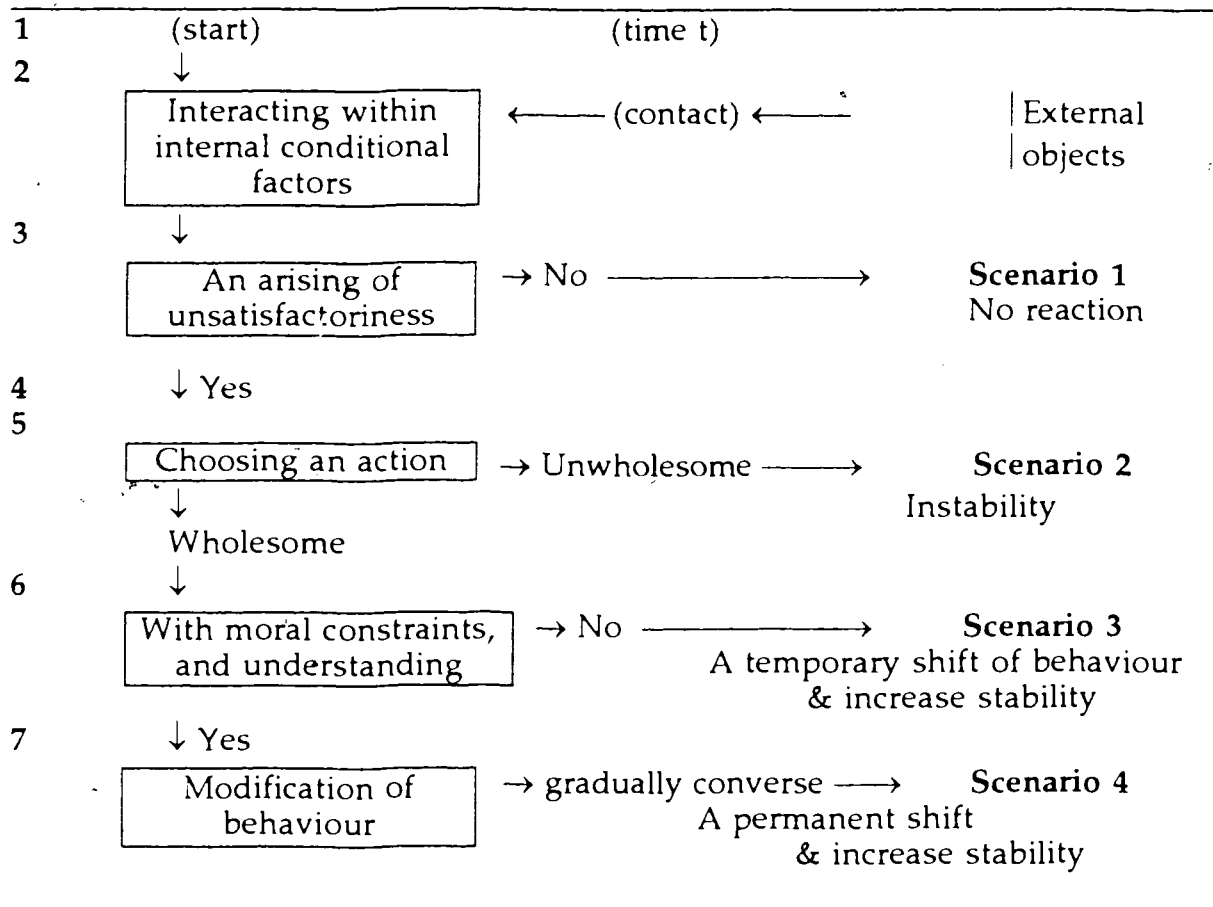 1 (start) (time t)
2 ↓
Interacting within ←—— (contact) ←—— External
internal conditional objects
factors
3 ↓
An arising of → No ————→ Scenario 1
unsatisfactoriness No reaction
4 ↓ Yes
5
Choosing an action → Unwholesome ——→ Scenario 2
↓ Instability
Wholesome
6 ↓
With moral constraints, → No ————→ Scenario 3
and understanding A temporary shift of behaviour
& increase stability
7 ↓ Yes
Modification of → gradually converse ——→ Scenario 4
behaviour A permanent shift
& increase stability